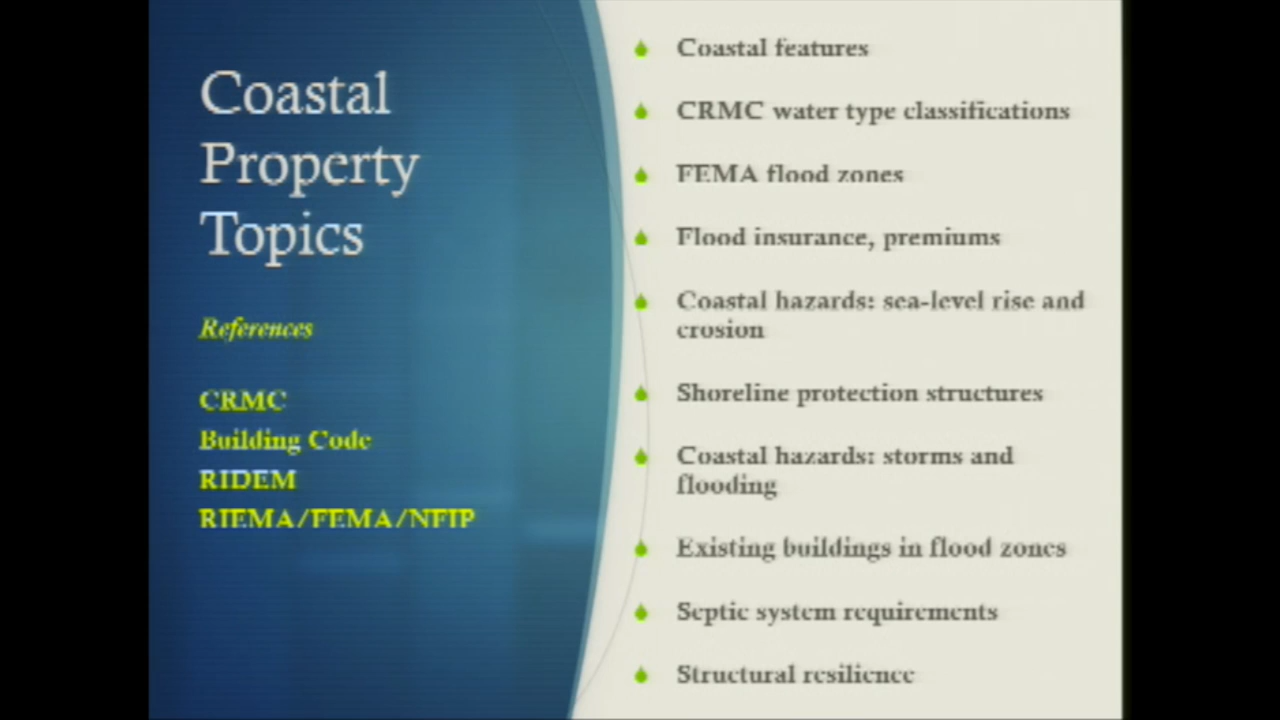 Coastal
Property
Topics
References
CRMC
Building Code
RIDEM
RIEMA/FEMA/NFIP
Coastal features
CRMC water type classifications
FEMA flood zones
Flood insurance, premiums
Coastal hazards: sea-level rise and
erosion
Shoreline protection structures
Coastal hazards: storms and
flooding
Existing buildings in flood zones
Septic system requirements
Structural resilience